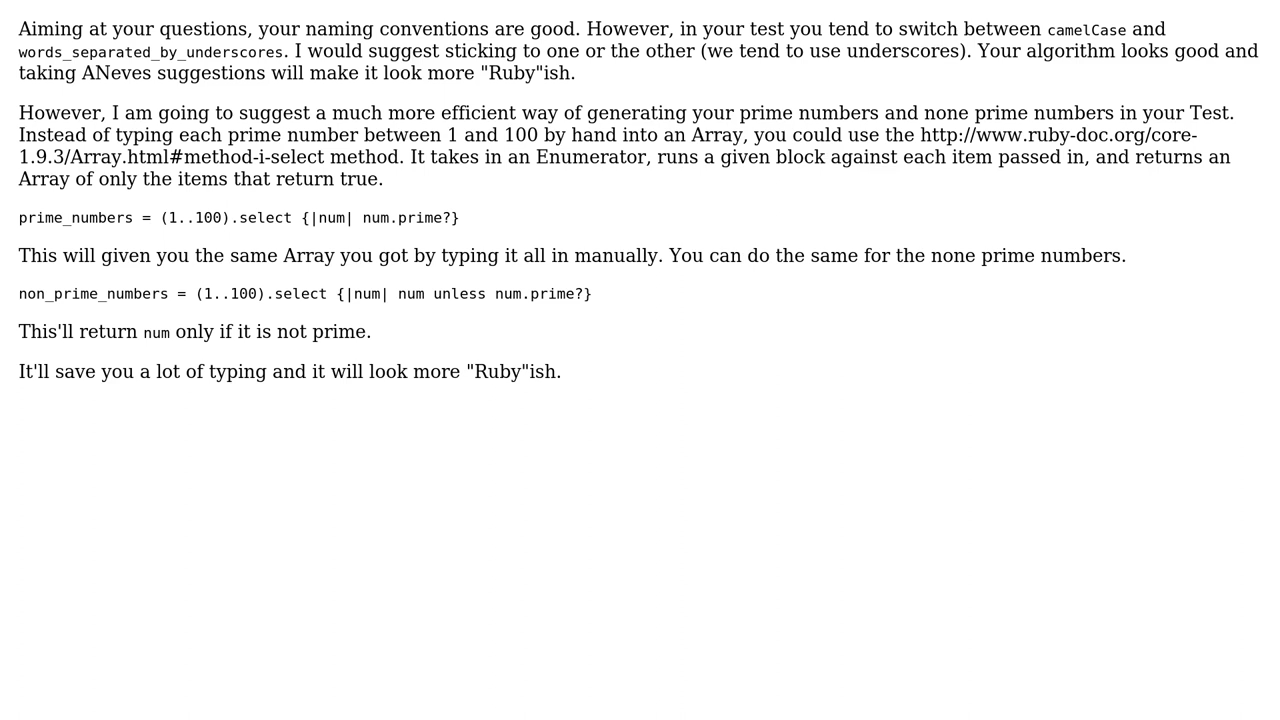 Aiming at your questions, your naming conventions are good. However, in your test you tend to switch between camelCase and
words_separated_by_underscores. I would suggest sticking to one or the other (we tend to use underscores). Your algorithm looks good and
taking ANeves suggestions will make it look more "Ruby"ish.
However, I am going to suggest a much more efficient way of generating your prime numbers and none prime numbers in your Test.
Instead of typing each prime number between 1 and 100 by hand into an Array, you could use the http://www.ruby-doc.org/core-
1.9.3/Array.html#method-i-select method. It takes in an Enumerator, runs a given block against each item passed in, and returns an
Array of only the items that return true.
prime_numbers = (1..100).select {|num| num.prime?}
This will given you the same Array you got by typing it all in manually. You can do the same for the none prime numbers.
non_prime_numbers = (1..100).select {|num| num unless num.prime?}
This'll return num only if it is not prime.
It'll save you a lot of typing and it will look more "Ruby"ish.